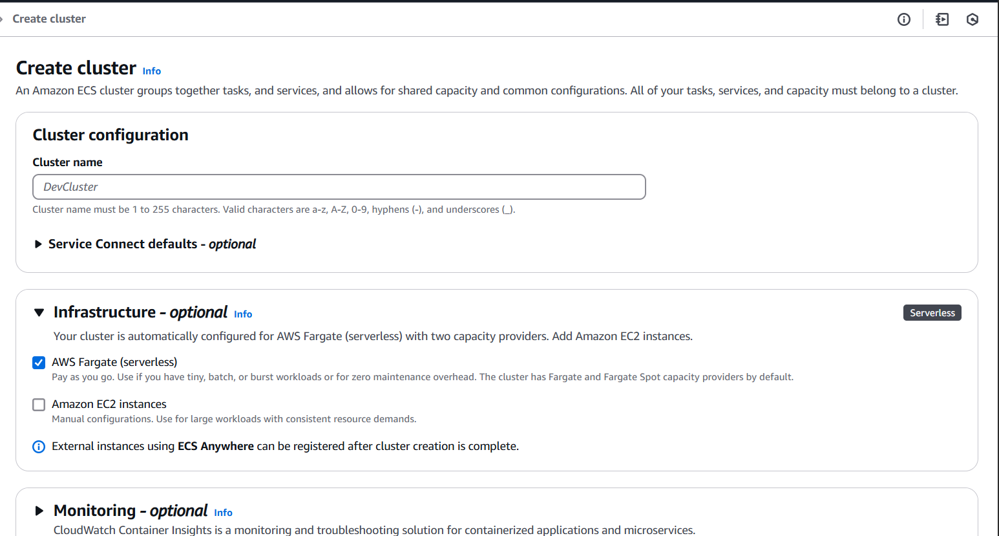 Create cluster
Create cluster Info
An Amazon ECS cluster groups together tasks, and services, and allows for shared capacity and common configurations. All of your tasks, services, and capacity must belong to a cluster.
Cluster configuration
Cluster name
DevCluster
Cluster name must be 1 to 255 characters. Valid characters are a-z, A-Z, 0-9, hyphens (-), and underscores (_).
Service Connect defaults - optional
Infrastructure - optional Info Serverless
Your cluster is automatically configured for AWS Fargate (serverless) with two capacity providers. Add Amazon EC2 instances.
AWS Fargate (serverless)
Pay as you go. Use if you have tiny, batch, or burst workloads or for zero maintenance overhead. The cluster has Fargate and Fargate Spot capacity providers by default.
Amazon EC2 instances
Manual configurations. Use for large workloads with consistent resource demands.
External instances using ECS Anywhere can be registered after cluster creation is complete.
Monitoring - optional Info
CloudWatch Container Insights is a monitoring and troubleshooting solution for containerized applications and microservices.